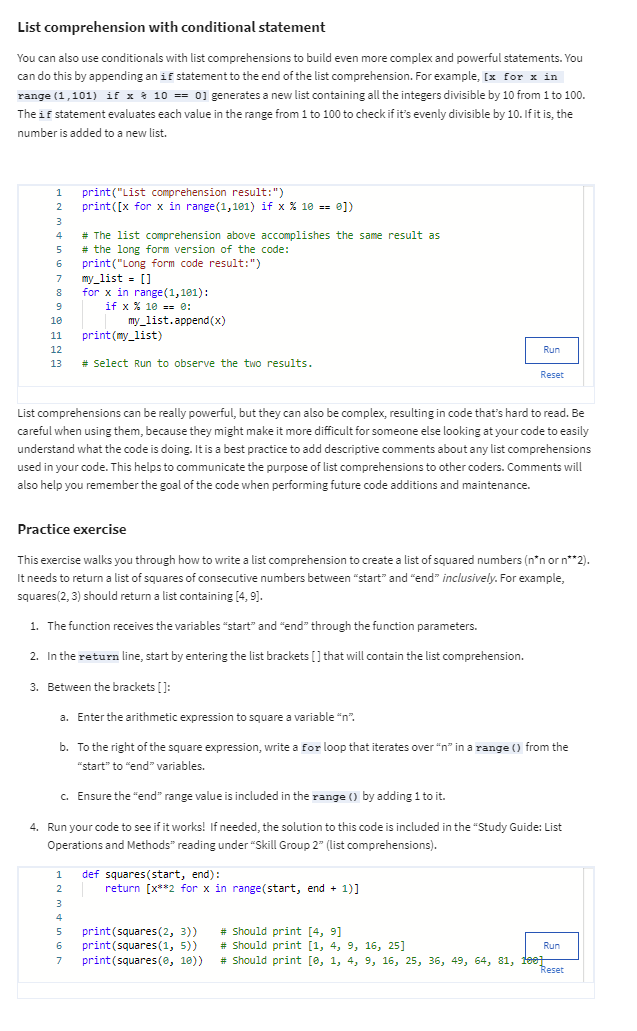 List comprehension with conditional statement
You can also use conditionals with list comprehensions to build even more complex and powerful statements. You
can do this by appending an if statement to the end of the list comprehension. For example, [x for x in
range(1,101) if x % 10 == 0] generates a new list containing all the integers divisible by 10 from 1 to 100.
The if statement evaluates each value in the range from 1 to 100 to check if it's evenly divisible by 10. If it is, the
number is added to a new list.
1 print("List comprehension result:")
2 print([x for x in range(1,101) if x % 10 == 0])
3
4 # The list comprehension above accomplishes the same result as
5 # the long form version of the code:
6 print("Long form code result:")
7 my_list = []
8 for x in range(1,101):
9     if x % 10 == 0:
10         my_list.append(x)
11 print(my_list)
12
Run
13 # Select Run to observe the two results.
Reset
List comprehensions can be really powerful, but they can also be complex, resulting in code that's hard to read. Be
careful when using them, because they might make it more difficult for someone else looking at your code to easily
understand what the code is doing. It is a best practice to add descriptive comments about any list comprehensions
used in your code. This helps to communicate the purpose of list comprehensions to other coders. Comments will
also help you remember the goal of the code when performing future code additions and maintenance.
Practice exercise
This exercise walks you through how to write a list comprehension to create a list of squared numbers (n*n or n**2).
It needs to return a list of squares of consecutive numbers between "start" and "end" inclusively. For example,
squares(2, 3) should return a list containing [4, 9].
1. The function receives the variables "start" and "end" through the function parameters.
2. In the return line, start by entering the list brackets [ ] that will contain the list comprehension.
3. Between the brackets [ ]:
a. Enter the arithmetic expression to square a variable "n".
b. To the right of the square expression, write a for loop that iterates over "n" in a range() from the
"start" to "end" variables.
c. Ensure the "end" range value is included in the range() by adding 1 to it.
4. Run your code to see if it works! If needed, the solution to this code is included in the "Study Guide: List
Operations and Methods" reading under "Skill Group 2" (list comprehensions).
1 def squares(start, end):
2     return [x**2 for x in range(start, end + 1)]
3
4
5 print(squares(2, 3))   # Should print [4, 9]
6 print(squares(1, 5))   # Should print [1, 4, 9, 16, 25]
Run
7 print(squares(0, 10))  # Should print [0, 1, 4, 9, 16, 25, 36, 49, 64, 81, 100]
Reset